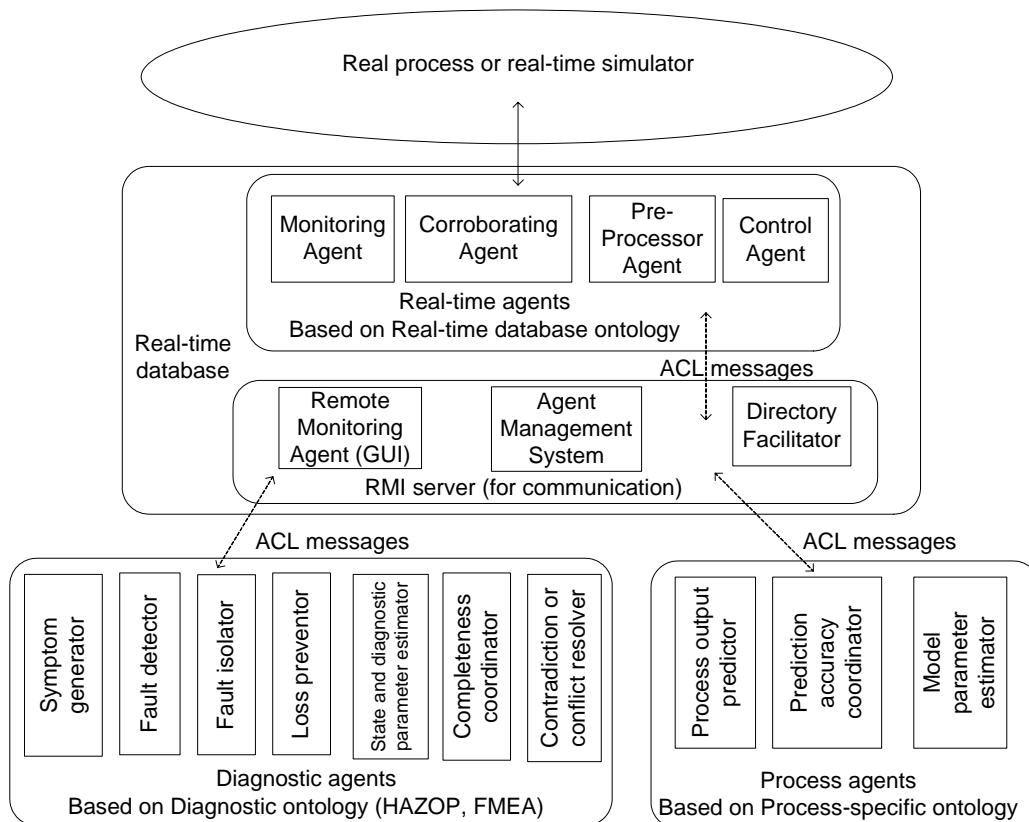 Real process or real-time simulator
Monitoring
Agent
Corroborating
Agent
Pre-
Processor
Agent
Control
Agent
Real-time agents
Based on Real-time database ontology
Real-time
database
ACL messages
Remote
Monitoring
Agent (GUI)
Agent
Management
System
Directory
Facilitator
RMI server (for communication)
ACL messages
ACL messages
Symptom
generator
Fault detector
Fault isolator
Loss preventor
State and diagnostic
parameter estimator
Completeness
coordinator
Contradiction or
conflict resolver
Diagnostic agents
Based on Diagnostic ontology (HAZOP, FMEA)
Process output
predictor
Prediction
accuracy
coordinator
Model
parameter
estimator
Process agents
Based on Process-specific ontology